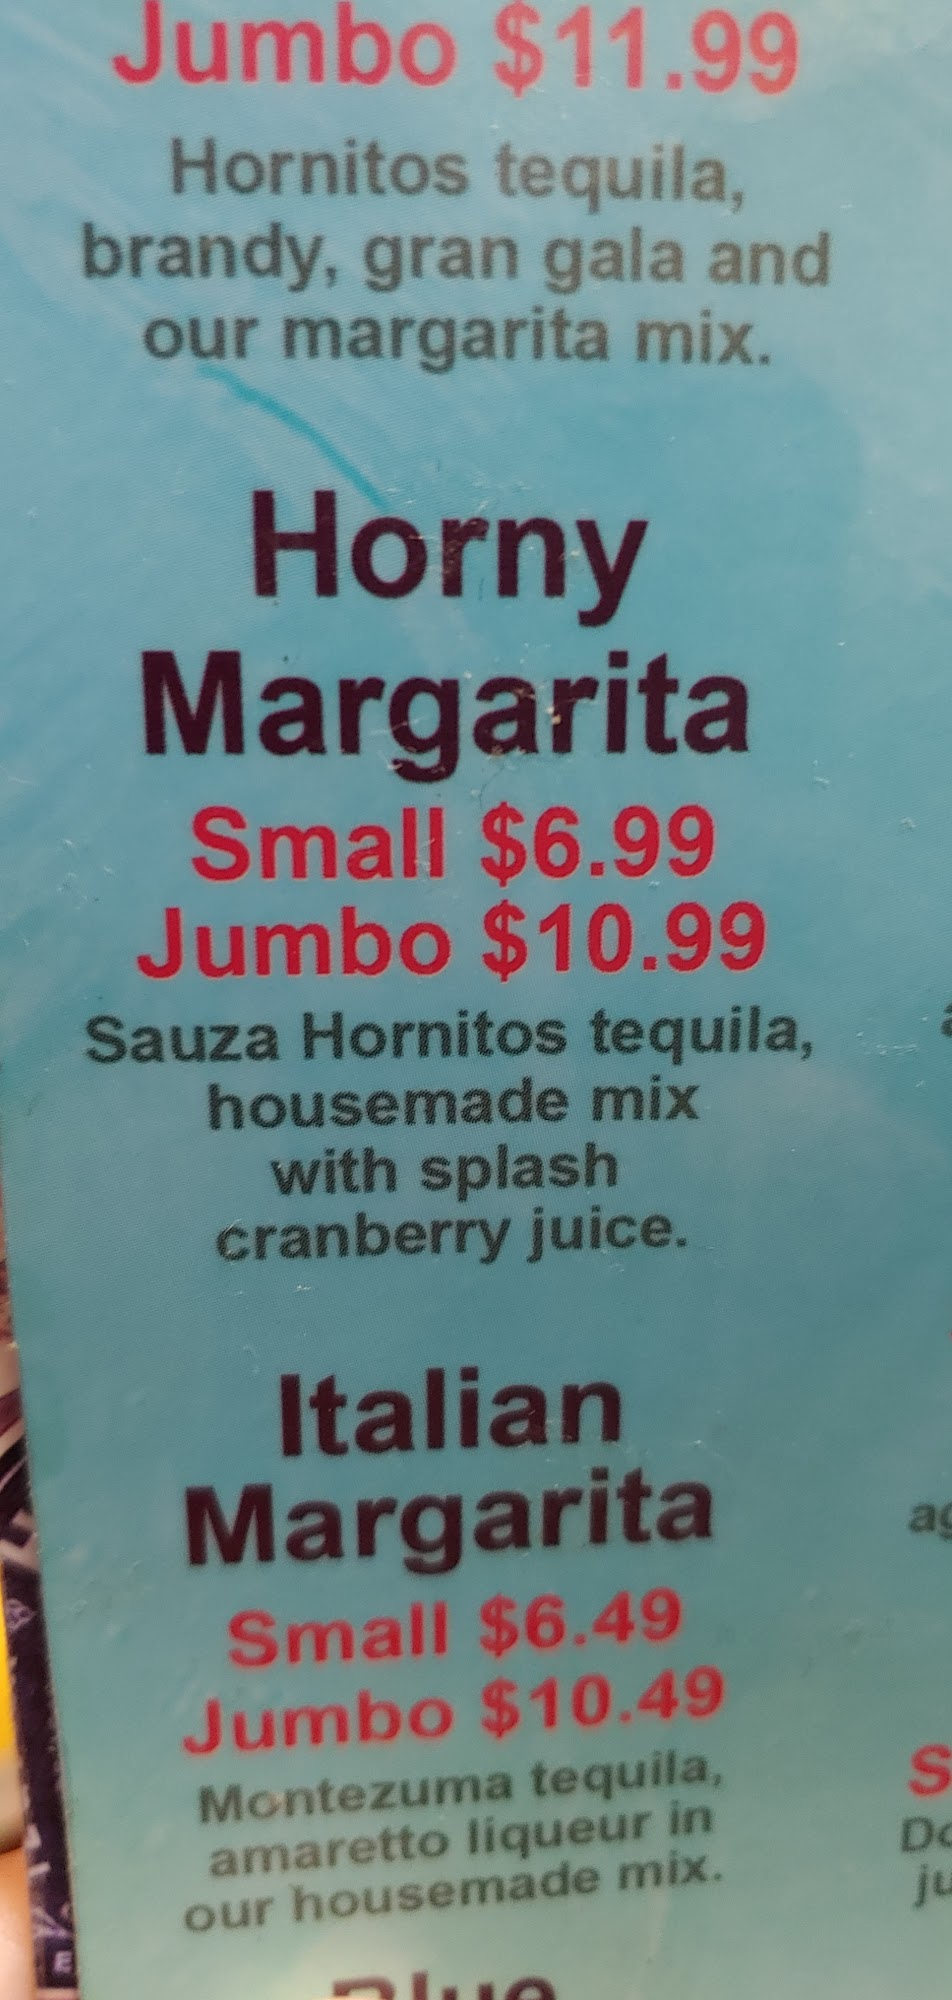 Jumbo $11.99
Hornitos tequila,
brandy, gran gala and
our margarita mix.
Horny
Margarita
Small $6.99
Jumbo $10.99
Sauza Hornitos tequila,
housemade mix
with splash
cranberry juice.
Italian
Margarita
Small $6.49
Jumbo $10.49
Montezuma tequila,
amaretto liqueur in
our housemade mix.
Blue